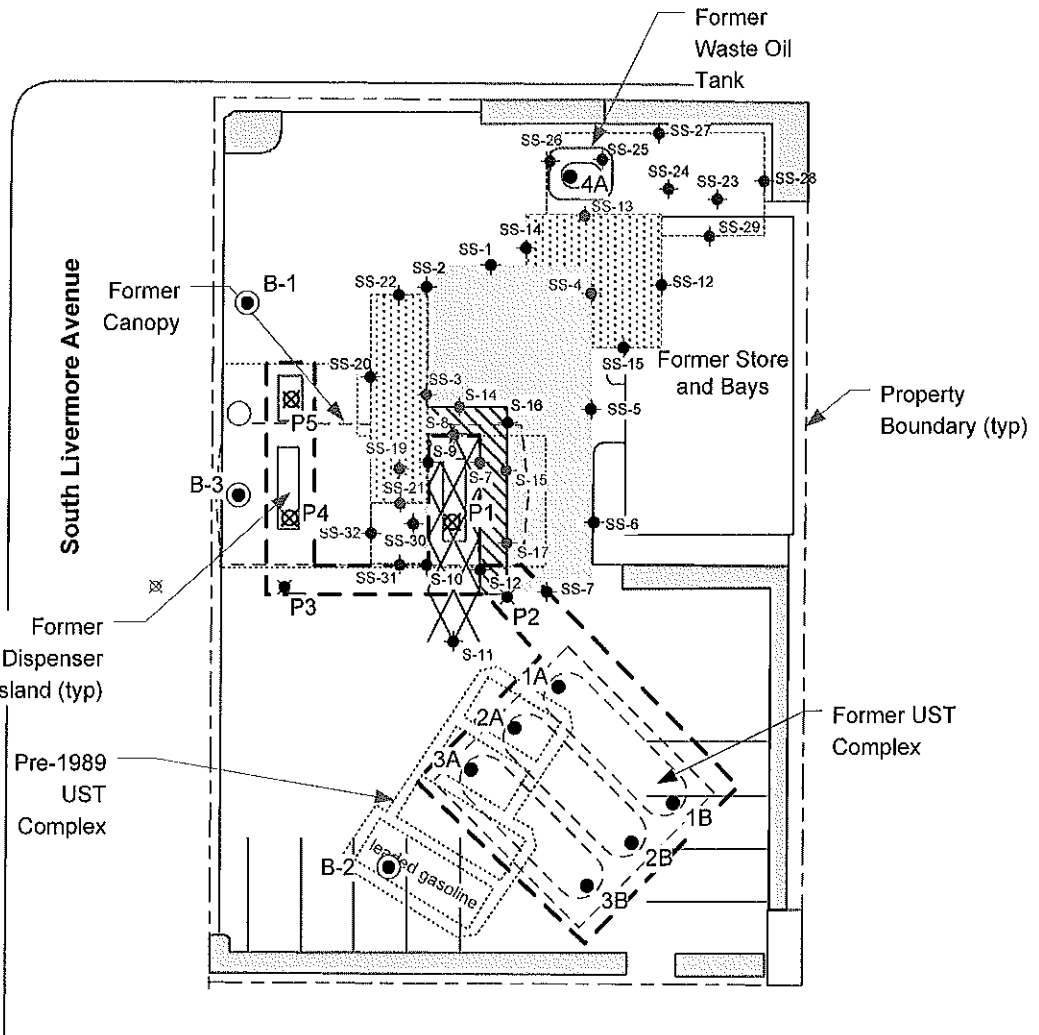 Former
Waste Oil
Tank
SS-27
SS-26
SS-25
4A
SS-24
SS-23
SS-28
SS-13
SS-14
SS-29
SS-1
SS-2
SS-22
SS-4
SS-12
B-1
Former
Canopy
South Livermore Avenue
SS-15
Former Store
and Bays
SS-20
SS-3
S-14
S-16
SS-5
Property
Boundary (typ)
P5
S-8
SS-19
S-9
S-7
S-15
B-3
SS-21
P4
P1
SS-6
SS-32
SS-30
S-17
SS-31
S-10
S-12
SS-7
P3
P2
Former
Dispenser
sland (typ)
S-11
1A
2A
3A
Former UST
Complex
Pre-1989
UST
Complex
1B
2B
3B
B-2
leaded gasoline